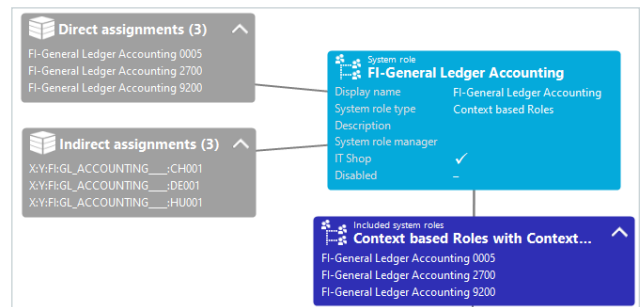 Direct assignments (3)
FI-General Ledger Accounting 0005
FI-General Ledger Accounting 2700
FI-General Ledger Accounting 9200
Indirect assignments (3)
X:Y:FI:GL_ACCOUNTING___:CH001
X:Y:FI:GL_ACCOUNTING___:DE001
X:Y:FI:GL_ACCOUNTING___:HU001
System role
FI-General Ledger Accounting
Display name FI-General Ledger Accounting
System role type Context based Roles
Description
System role manager
IT Shop ✓
Disabled –
Included system roles
Context based Roles with Context...
FI-General Ledger Accounting 0005
FI-General Ledger Accounting 2700
FI-General Ledger Accounting 9200